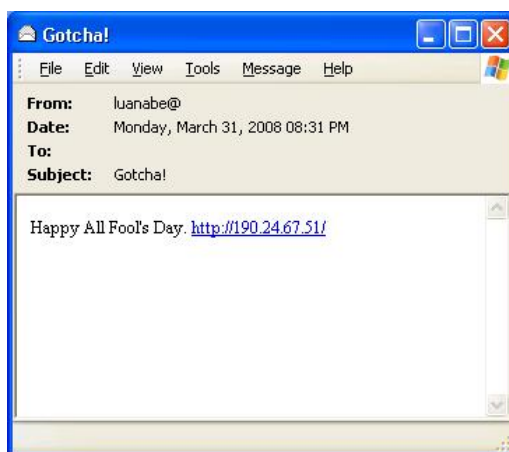 Gotcha!
File Edit View Tools Message Help
From: luanabe@
Date: Monday, March 31, 2008 08:31 PM
To:
Subject: Gotcha!
Happy All Fool's Day. http://190.24.67.51/